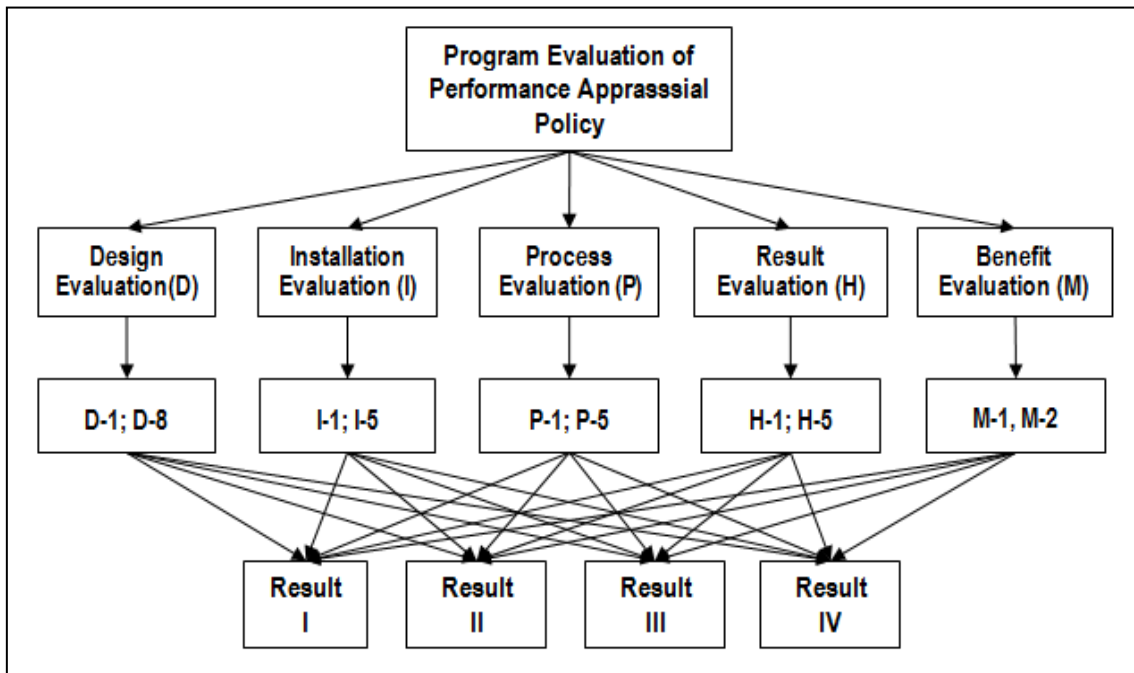 Program Evaluation of
Performance Apprasssial
Policy
Design
Evaluation(D)
Installation
Evaluation (I)
Process
Evaluation (P)
Result
Evaluation (H)
Benefit
Evaluation (M)
D-1; D-8
I-1; I-5
P-1; P-5
H-1; H-5
M-1, M-2
Result
I
Result
II
Result
III
Result
IV